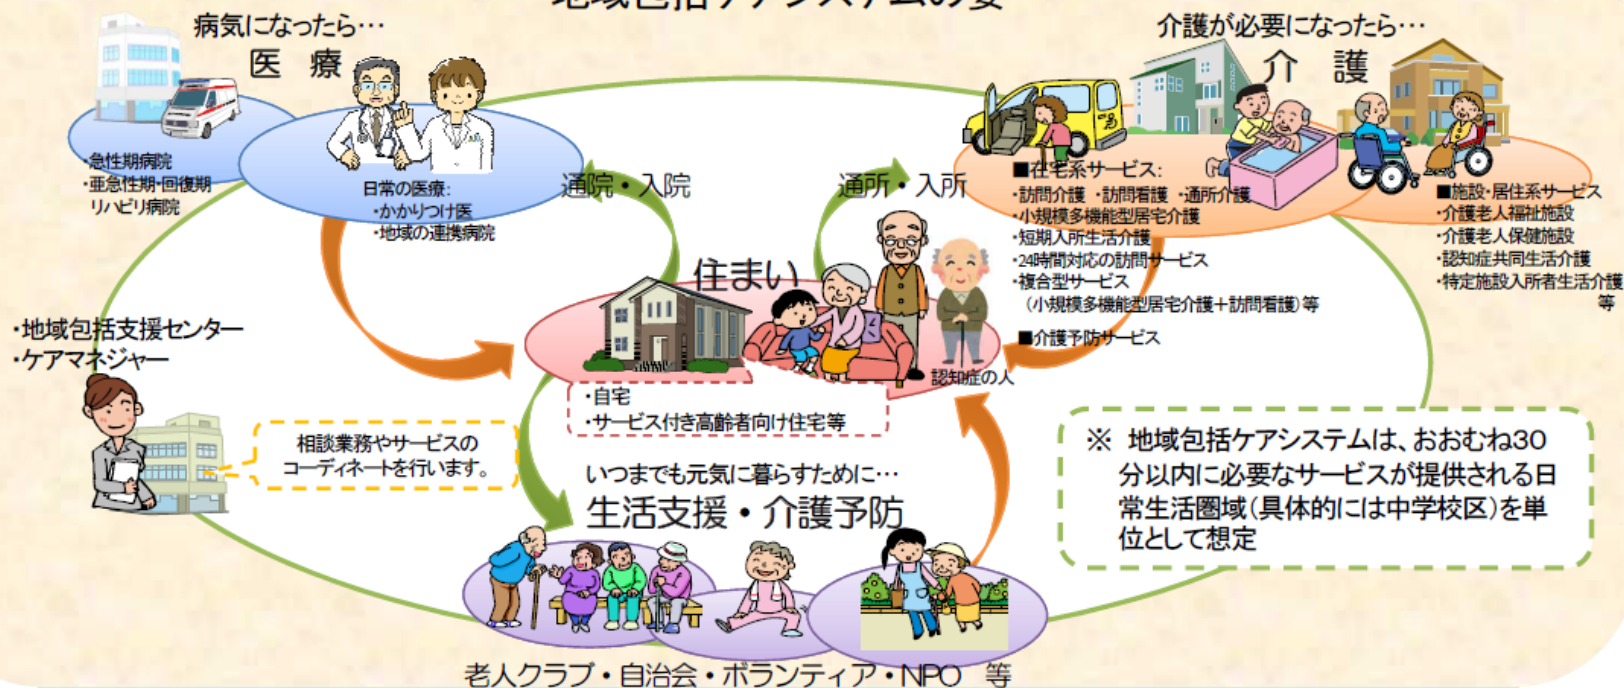 地域包括ケアシステムの姿
病気になったら…
医 療
介護が必要になったら…
介 護
・急性期病院
・亜急性期・回復期
リハビリ病院
日常の医療：
・かかりつけ医
・地域の連携病院
通院・入院
通所・入所
■在宅系サービス：
・訪問介護 ・訪問看護 ・通所介護
・小規模多機能型居宅介護
・短期入所生活介護
・24時間対応の訪問サービス
・複合型サービス
（小規模多機能型居宅介護＋訪問看護）等
■介護予防サービス
■施設・居住系サービス
・介護老人福祉施設
・介護老人保健施設
・認知症共同生活介護
・特定施設入所者生活介護
等
住まい
認知症の人
・自宅
・サービス付き高齢者向け住宅等
・地域包括支援センター
・ケアマネジャー
相談業務やサービスの
コーディネートを行います。
いつまでも元気に暮らすために…
生活支援・介護予防
老人クラブ・自治会・ボランティア・NPO 等
※ 地域包括ケアシステムは、おおむね30
分以内に必要なサービスが提供される日
常生活圏域（具体的には中学校区）を単
位として想定